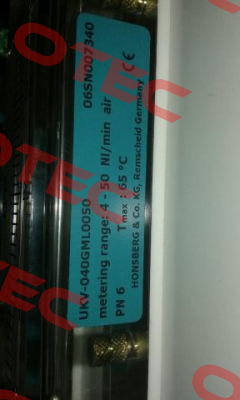 UKV-040GML0050 06SN007340
metering range: 4 - 50 Nl/min air CE
PN 6 Tmax : 65 °C
HONSBERG & Co. KG, Remscheid Germany
OTEC
OTEC